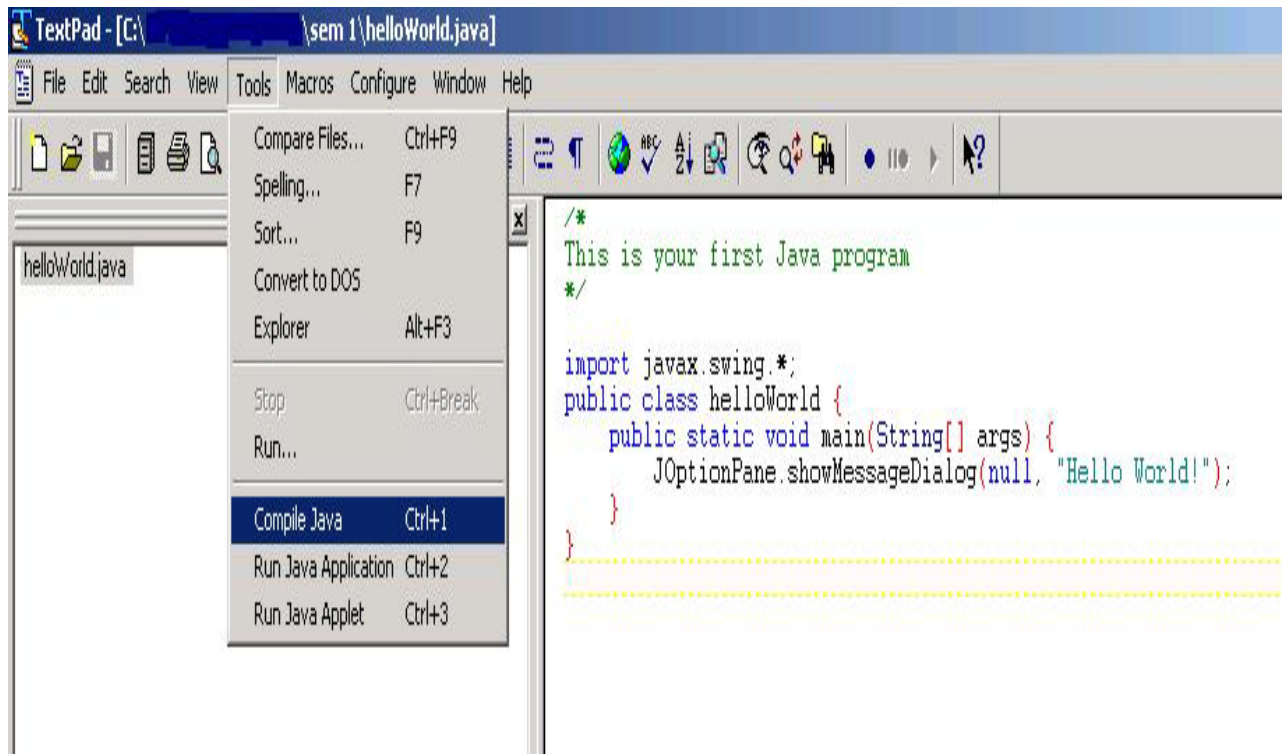 TextPad - [C:\ \sem 1\helloWorld.java]
File Edit Search View Tools Macros Configure Window Help
Compare Files... Ctrl+F9
Spelling... F7
Sort... F9
Convert to DOS
Explorer Alt+F3
Stop Ctrl+Break
Run...
Compile Java Ctrl+1
Run Java Application Ctrl+2
Run Java Applet Ctrl+3
helloWorld.java
/*
This is your first Java program
*/
import javax.swing.*;
public class helloWorld {
public static void main(String[] args) {
JOptionPane.showMessageDialog(null, "Hello World!");
}
}